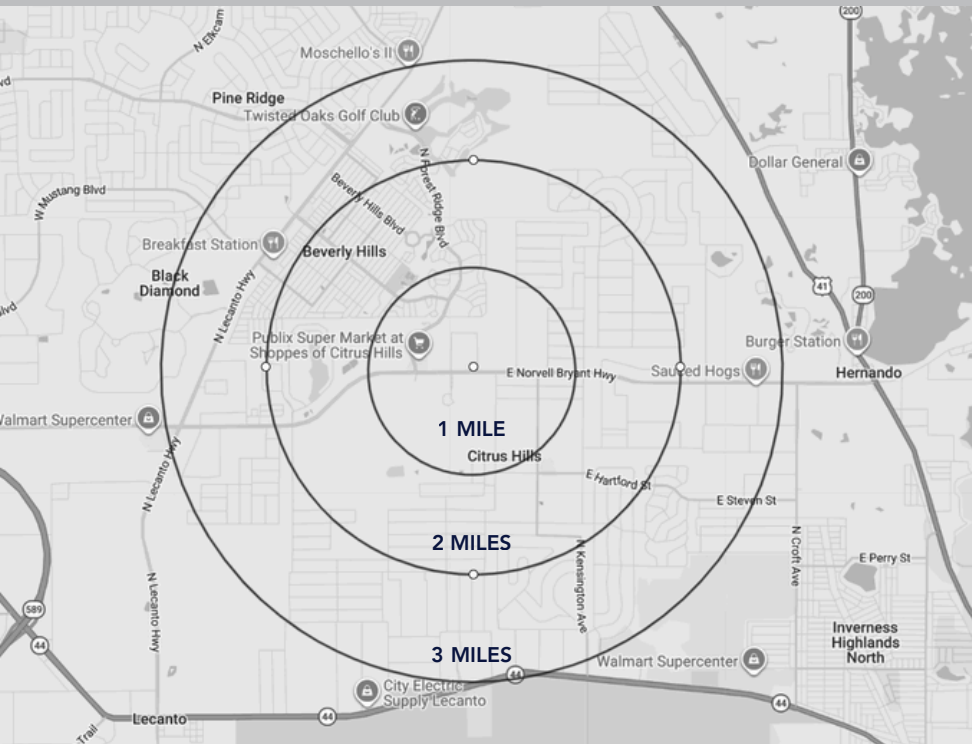 200
N Elkcam
Moschello's II
vd
Pine Ridge
Twisted Oaks Golf Club
N Forest Ridge Blvd
Dollar General
Beverly Hills Blvd
W Mustang Blvd
Breakfast Station
Beverly Hills
Black
Diamond
41
200
lvd
N Lecanto Hwy
Publix Super Market at
Shoppes of Citrus Hills
Burger Station
E Norvell Bryant Hwy
Sauced Hogs
Hernando
Walmart Supercenter
1 MILE
Citrus Hills
N Lecanto Hwy
E Hartford St
E Steven St
2 MILES
N Kensington Ave
N Croft Ave
E Perry St
N Lecanto Hwy
589
44
Inverness
Highlands
North
3 MILES
Walmart Supercenter
44
City Electric
Supply Lecanto
44
44
Lecanto
Trail